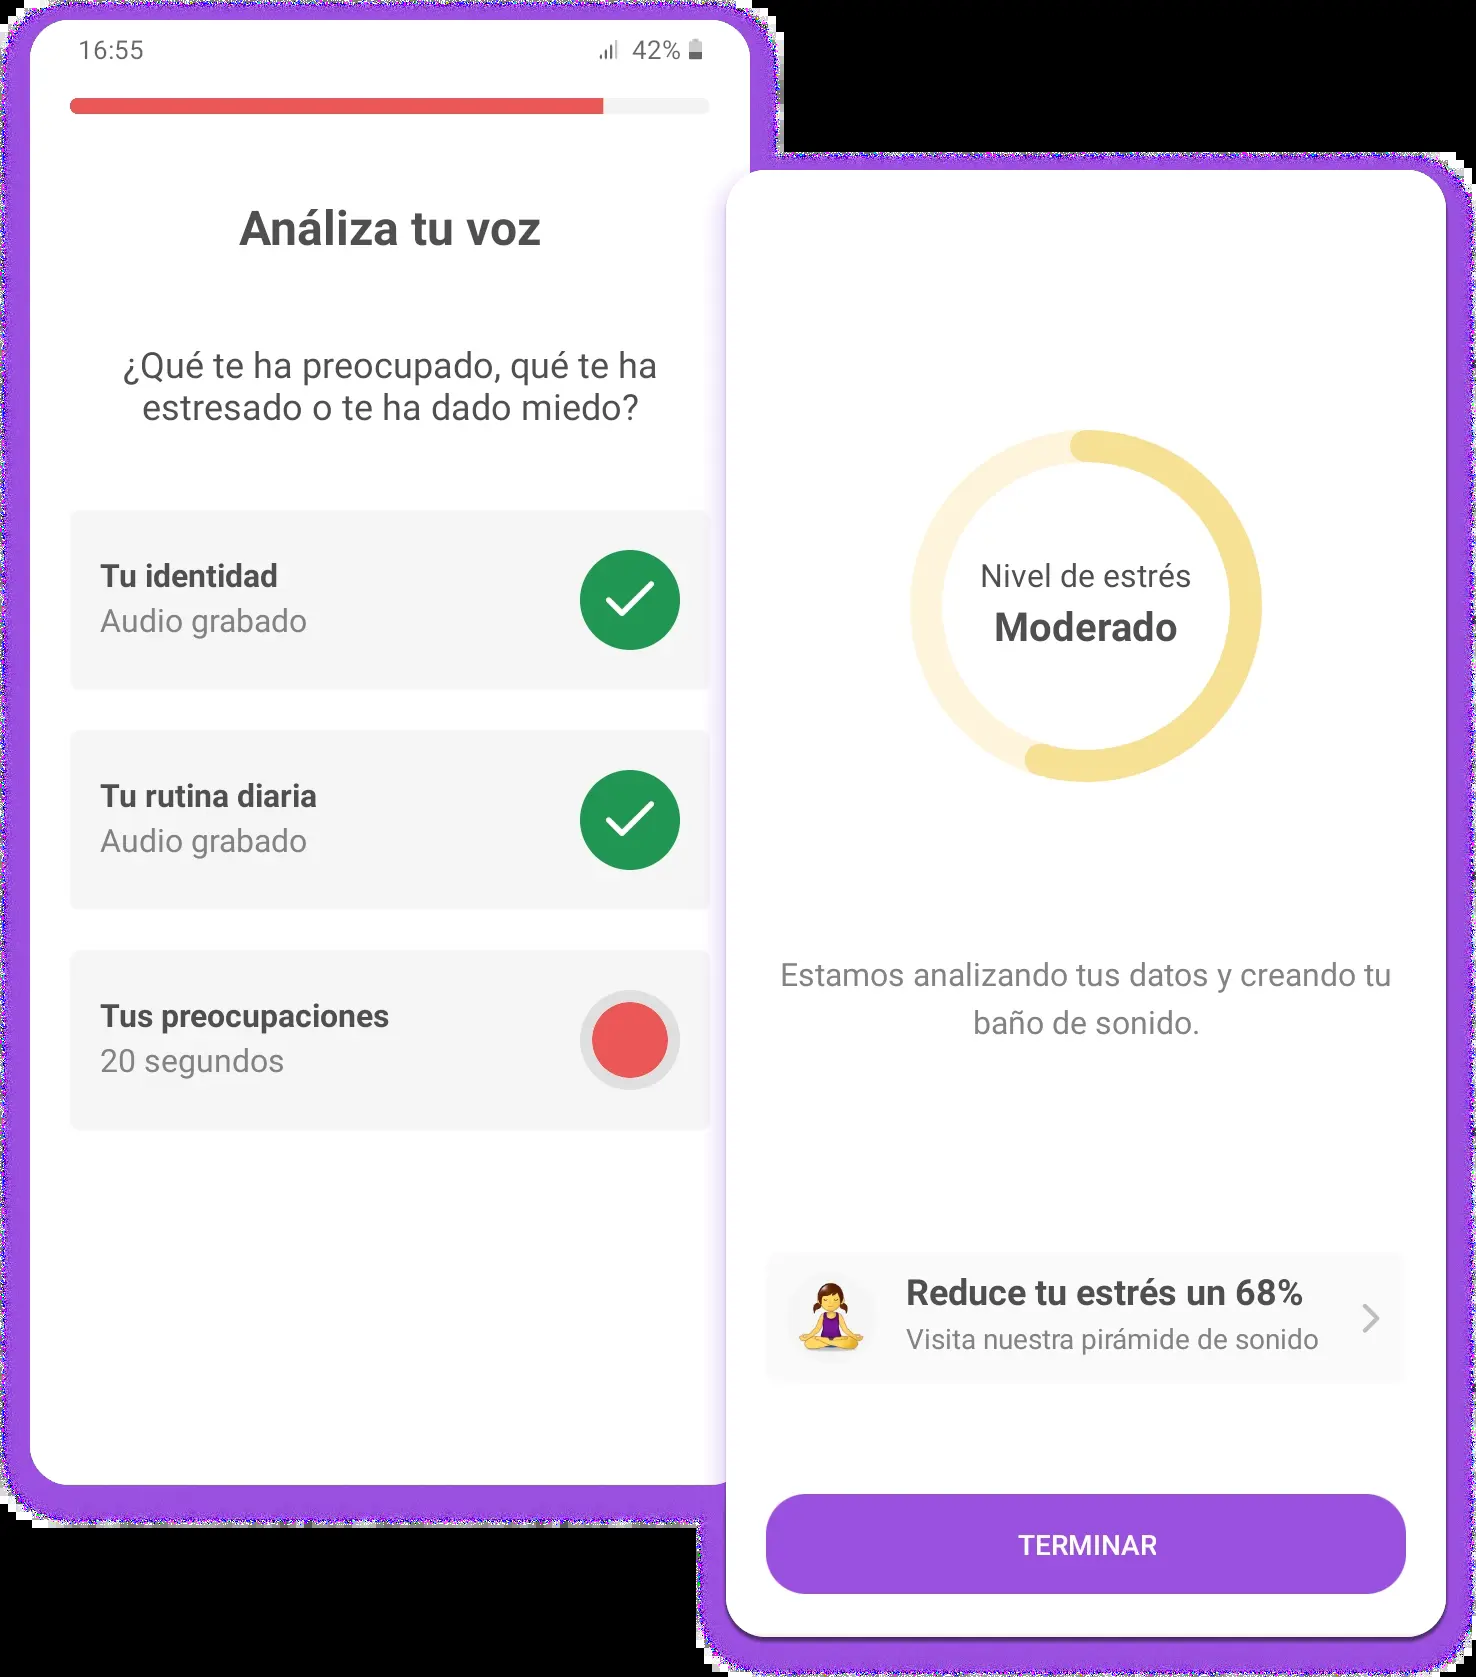 16:55
42%
Análiza tu voz
¿Qué te ha preocupado, qué te ha
estresado o te ha dado miedo?
Tu identidad
Audio grabado
Tu rutina diaria
Audio grabado
Tus preocupaciones
20 segundos
Nivel de estrés
Moderado
Estamos analizando tus datos y creando tu
baño de sonido.
Reduce tu estrés un 68%
Visita nuestra pirámide de sonido
TERMINAR